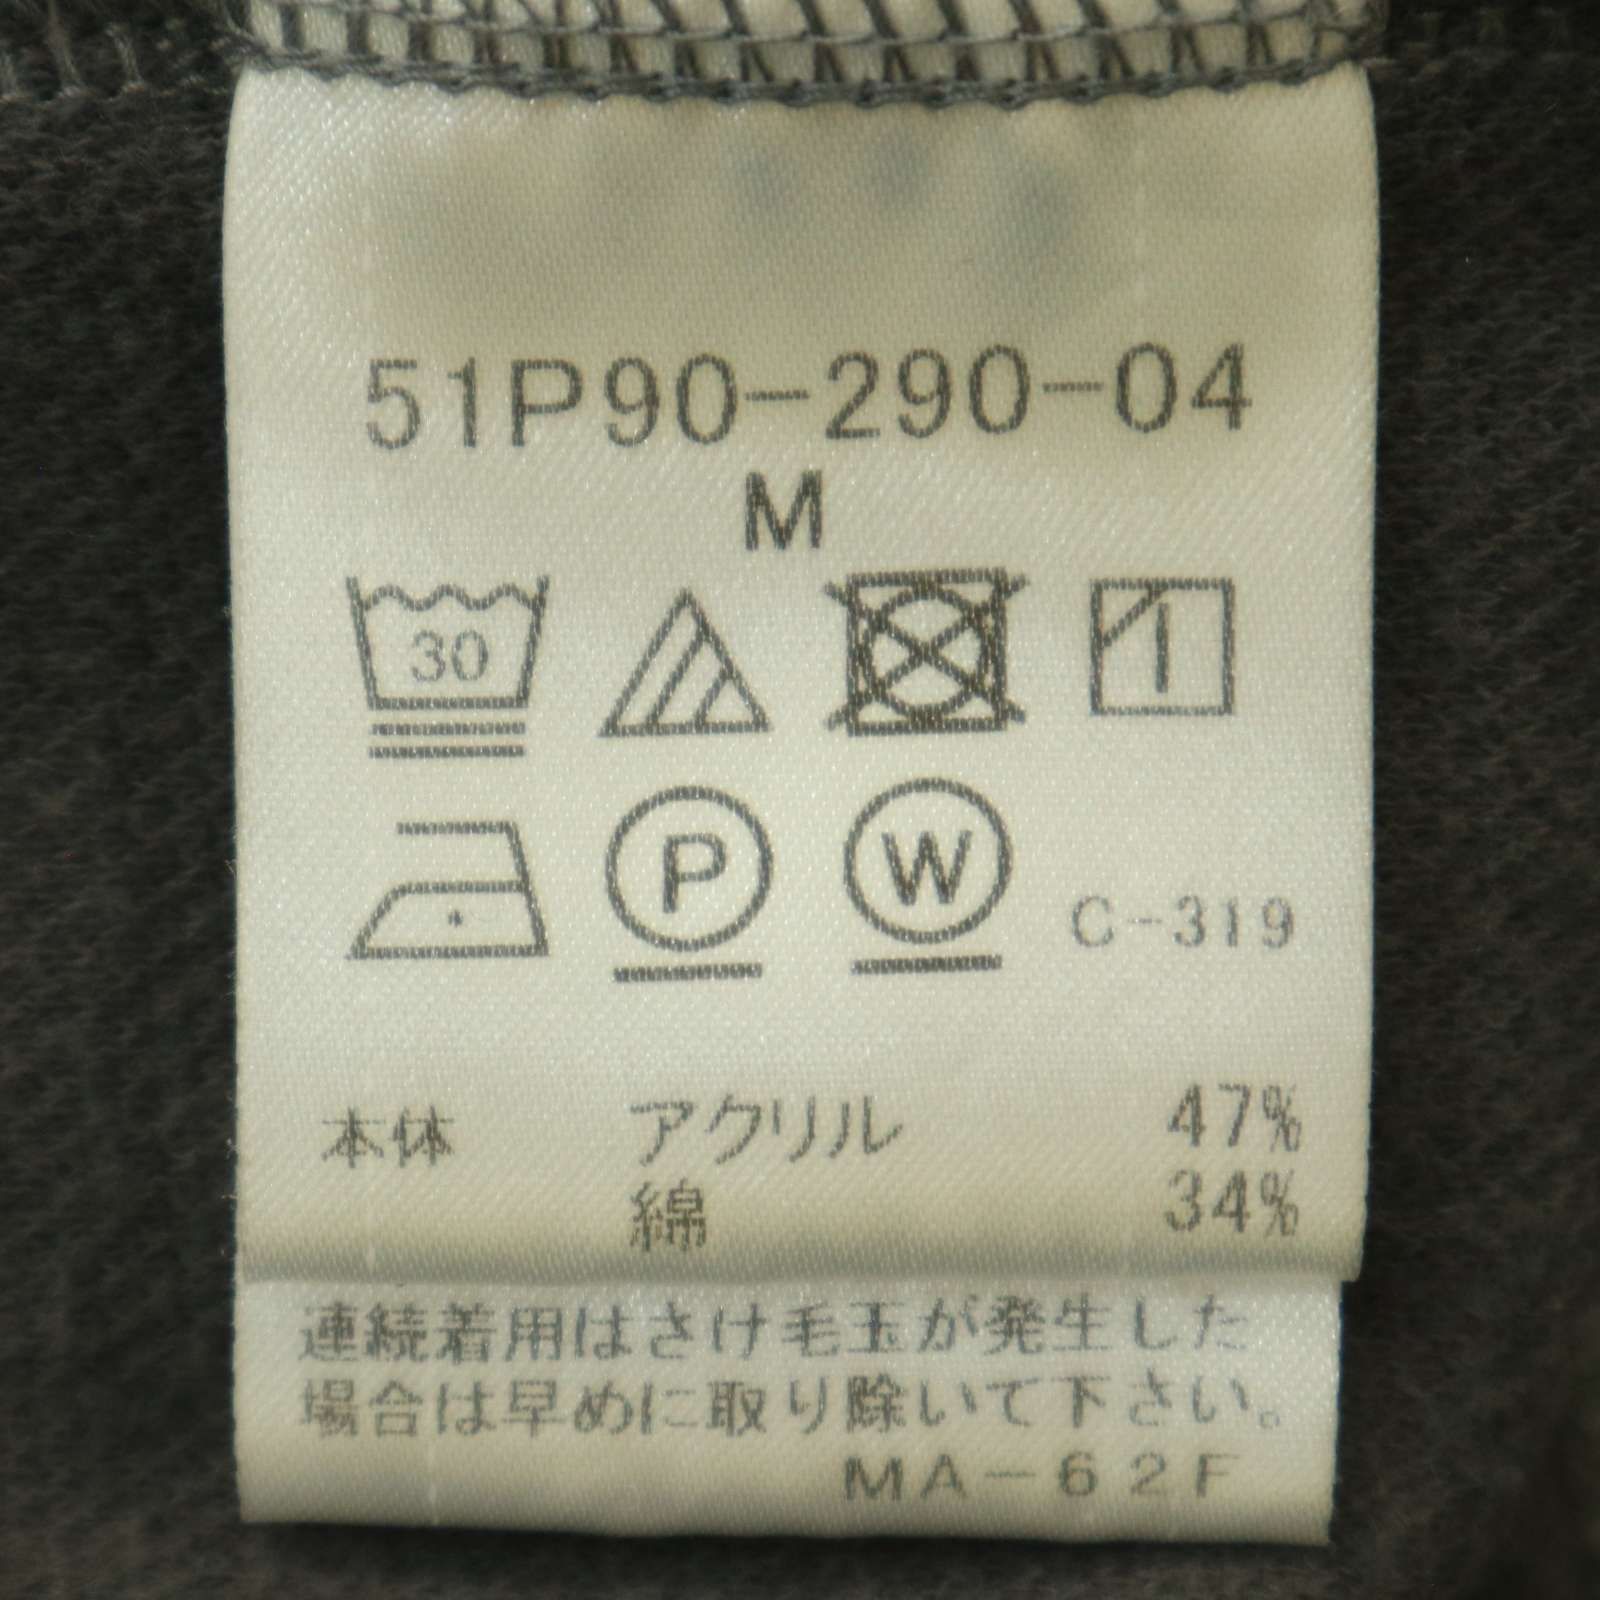 51P90-290-04
M
30
P W C-319
本体 アクリル 47%
綿 34%
連続着用はさけ毛玉が発生した
場合は早めに取り除いて下さい。
MA-62F